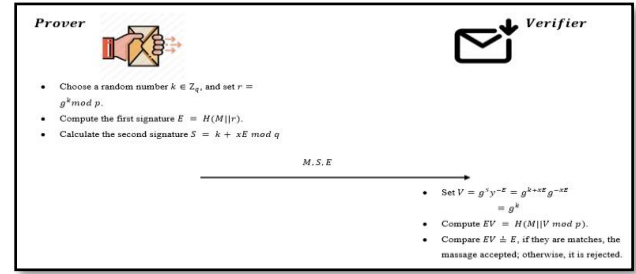 Prover
Verifier
• Choose a random number k ∈ Z_q, and set r =
g^k mod p.
• Compute the first signature E = H(M||r).
• Calculate the second signature S = k + xE mod q
M, S, E
• Set V = g^s y^−E = g^k+xE g^−xE
= g^k
• Compute EV = H(M||V mod p).
• Compare EV ≟ E, if they are matches, the
massage accepted; otherwise, it is rejected.